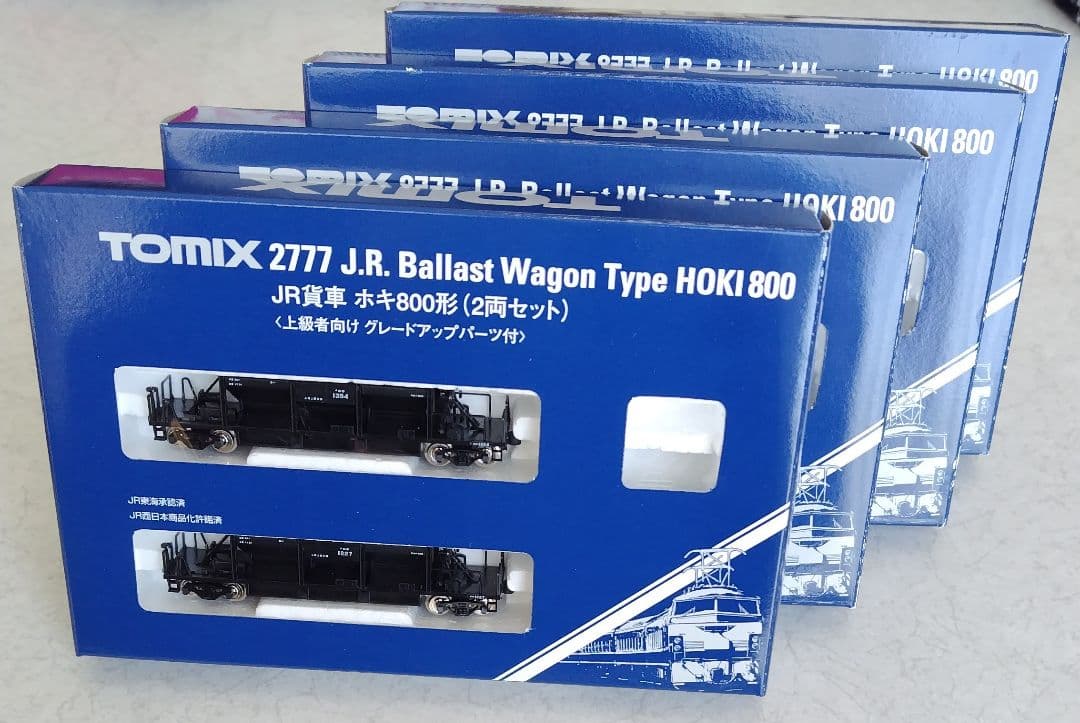 HOKI 800
HOKI 800
HOKI 800
TOMIX 2777 J.R. Ballast Wagon Type HOKI 800
JR貨車 ホキ800形(2両セット)
〈上級者向け グレードアップパーツ付〉
1354
JR東海承認済
JR西日本商品化許諾済